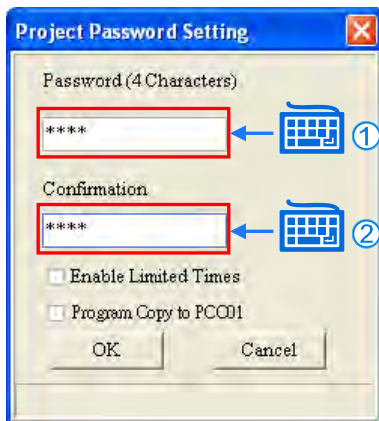 Project Password Setting
Password (4 Characters)
****
1
Confirmation
****
2
Enable Limited Times
Program Copy to PCC01
OK Cancel